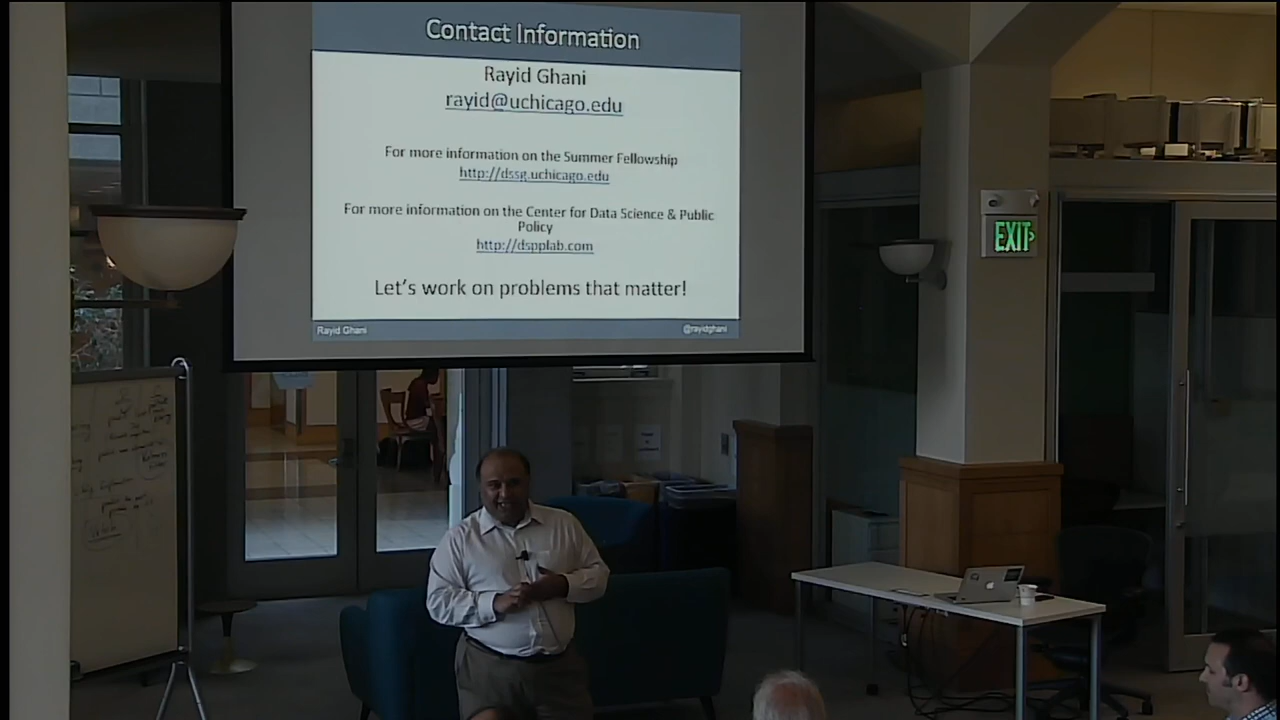 Contact Information
Rayid Ghani
rayid@uchicago.edu
For more information on the Summer Fellowship
http://dssg.uchicago.edu
For more information on the Center for Data Science & Public
Policy
http://dspplab.com
Let's work on problems that matter!
Rayid Ghani
@rayidghani
EXIT